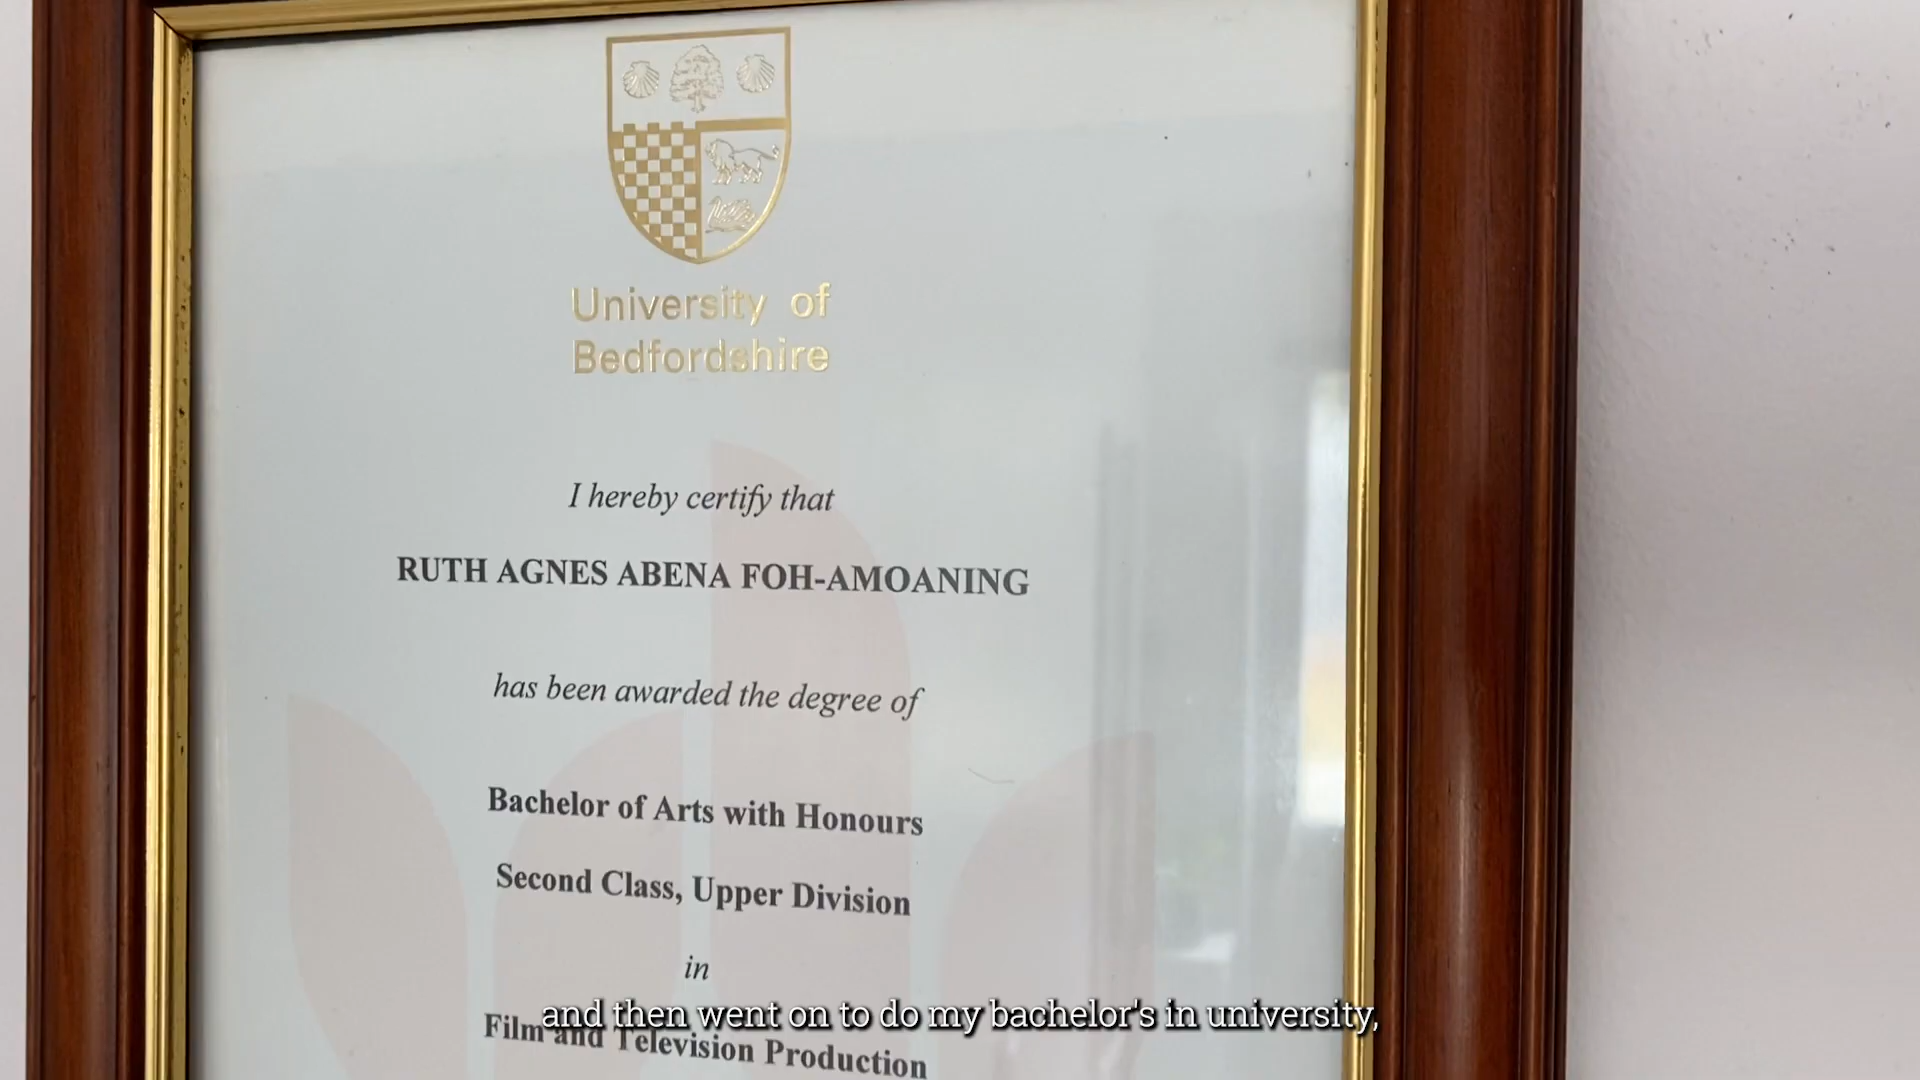 University of
Bedfordshire
I hereby certify that
RUTH AGNES ABENA FOH-AMOANING
has been awarded the degree of
Bachelor of Arts with Honours
Second Class, Upper Division
in
Film and Television Production
and then went on to do my bachelor's in university,